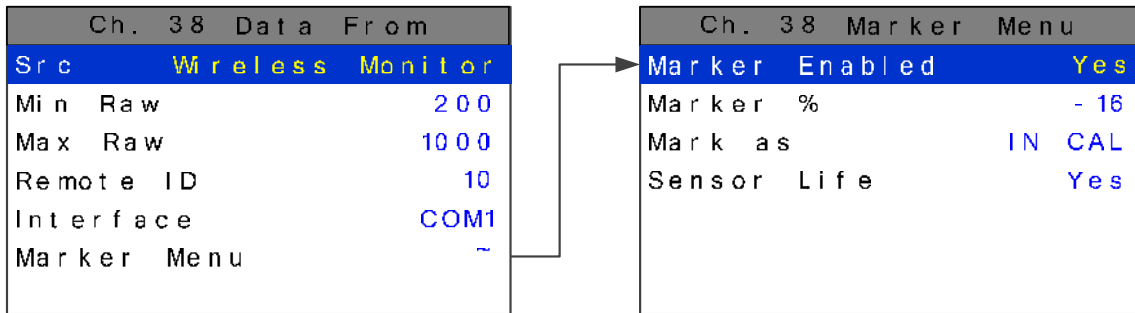 Ch. 38 Data From
Src Wireless Monitor
Min Raw 200
Max Raw 1000
Remote ID 10
Interface COM1
Marker Menu ~
Ch. 38 Marker Menu
Marker Enabled Yes
Marker % -16
Mark as IN CAL
Sensor Life Yes